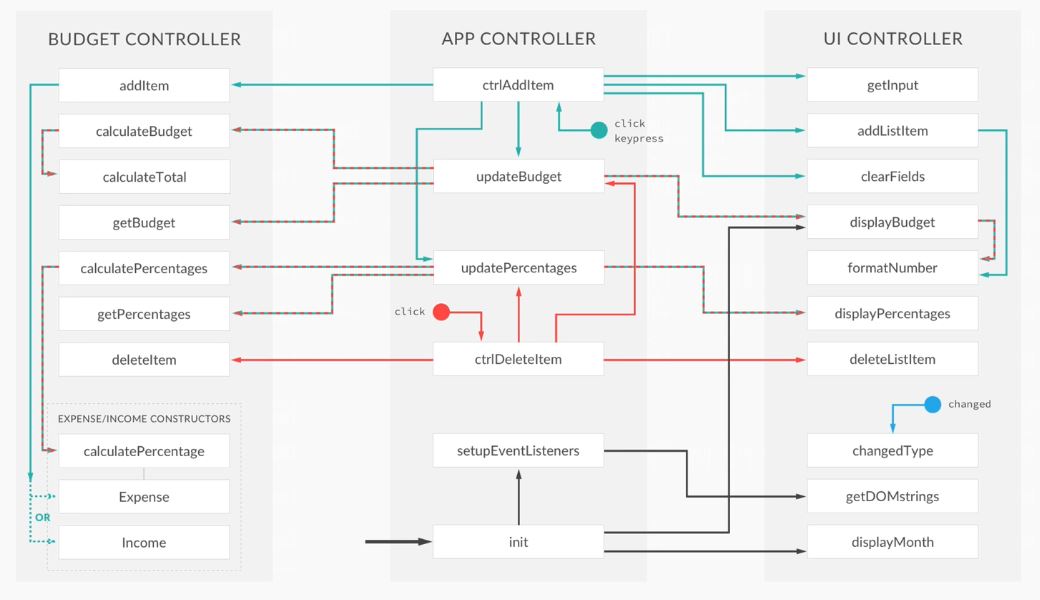 BUDGET CONTROLLER
addItem
calculateBudget
calculateTotal
getBudget
calculatePercentages
getPercentages
deleteItem
EXPENSE/INCOME CONSTRUCTORS
calculatePercentage
Expense
OR
Income
APP CONTROLLER
ctrlAddItem
click
keypress
updateBudget
updatePercentages
click
ctrlDeleteItem
setupEventListeners
init
UI CONTROLLER
getInput
addListItem
clearFields
displayBudget
formatNumber
displayPercentages
deleteListItem
changed
changedType
getDOMstrings
displayMonth